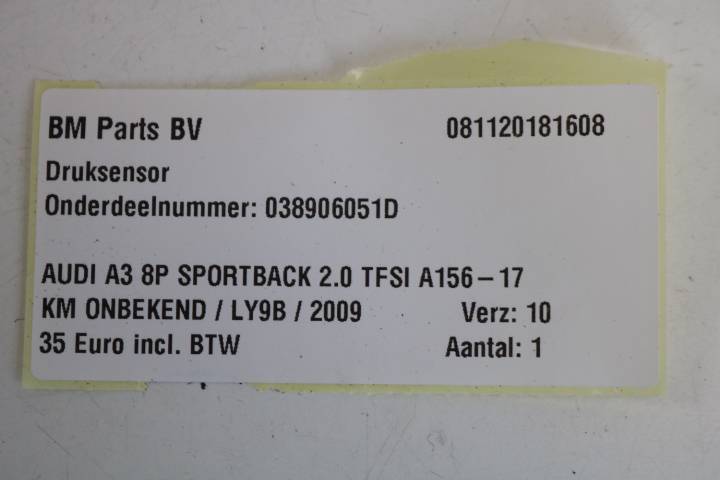 BM Parts BV 081120181608
Druksensor
Onderdeelnummer: 038906051D
AUDI A3 8P SPORTBACK 2.0 TFSI A156-17
KM ONBEKEND / LY9B / 2009 Verz: 10
35 Euro incl. BTW Aantal: 1